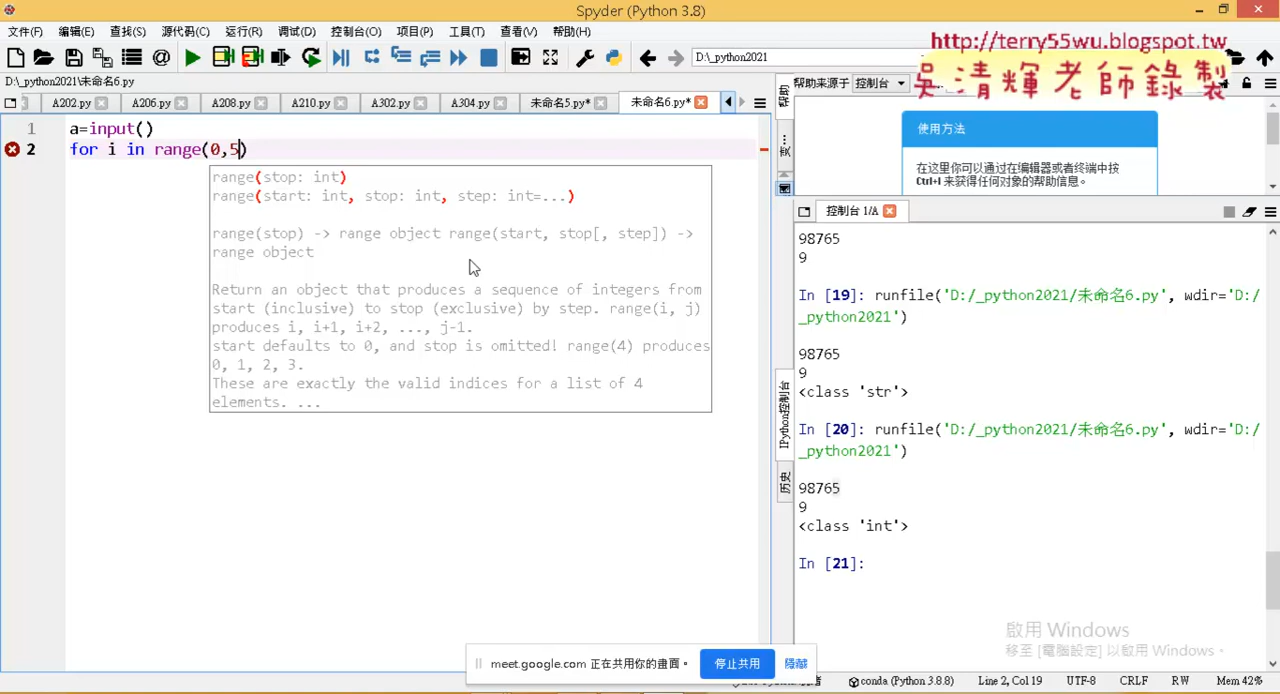 Spyder (Python 3.8)
文件(F) 编辑(E) 查找(S) 源代码(C) 运行(R) 调试(D) 控制台(O) 项目(P) 工具(T) 查看(V) 帮助(H)
http://terry55wu.blogspot.tw
D:\_python2021
吳清輝老師錄製
D:\_python2021\未命名6.py
帮助来源于 控制台
A202.py A206.py A208.py A210.py A302.py A304.py 未命名5.py* 未命名6.py*
帮助
1 a=input()
2 for i in range(0,5)
range(stop: int)
range(start: int, stop: int, step: int=...)
range(stop) -> range object range(start, stop[, step]) ->
range object
Return an object that produces a sequence of integers from
start (inclusive) to stop (exclusive) by step. range(i, j)
produces i, i+1, i+2, ..., j-1.
start defaults to 0, and stop is omitted! range(4) produces
0, 1, 2, 3.
These are exactly the valid indices for a list of 4
elements. ...
使用方法
在这里你可以通过在编辑器或者终端中按
Ctrl+I 来获得任何对象的帮助信息。
控制台 1/A
98765
9
In [19]: runfile('D:/_python2021/未命名6.py', wdir='D:/
_python2021')
98765
9
<class 'str'>
In [20]: runfile('D:/_python2021/未命名6.py', wdir='D:/
_python2021')
98765
9
<class 'int'>
In [21]:
IPython控制台
历史
啟用 Windows
移至 [電腦設定] 以啟用 Windows。
meet.google.com 正在共用你的畫面。 停止共用 隱藏
conda (Python 3.8.8) Line 2, Col 19 UTF-8 CRLF RW Mem 42%